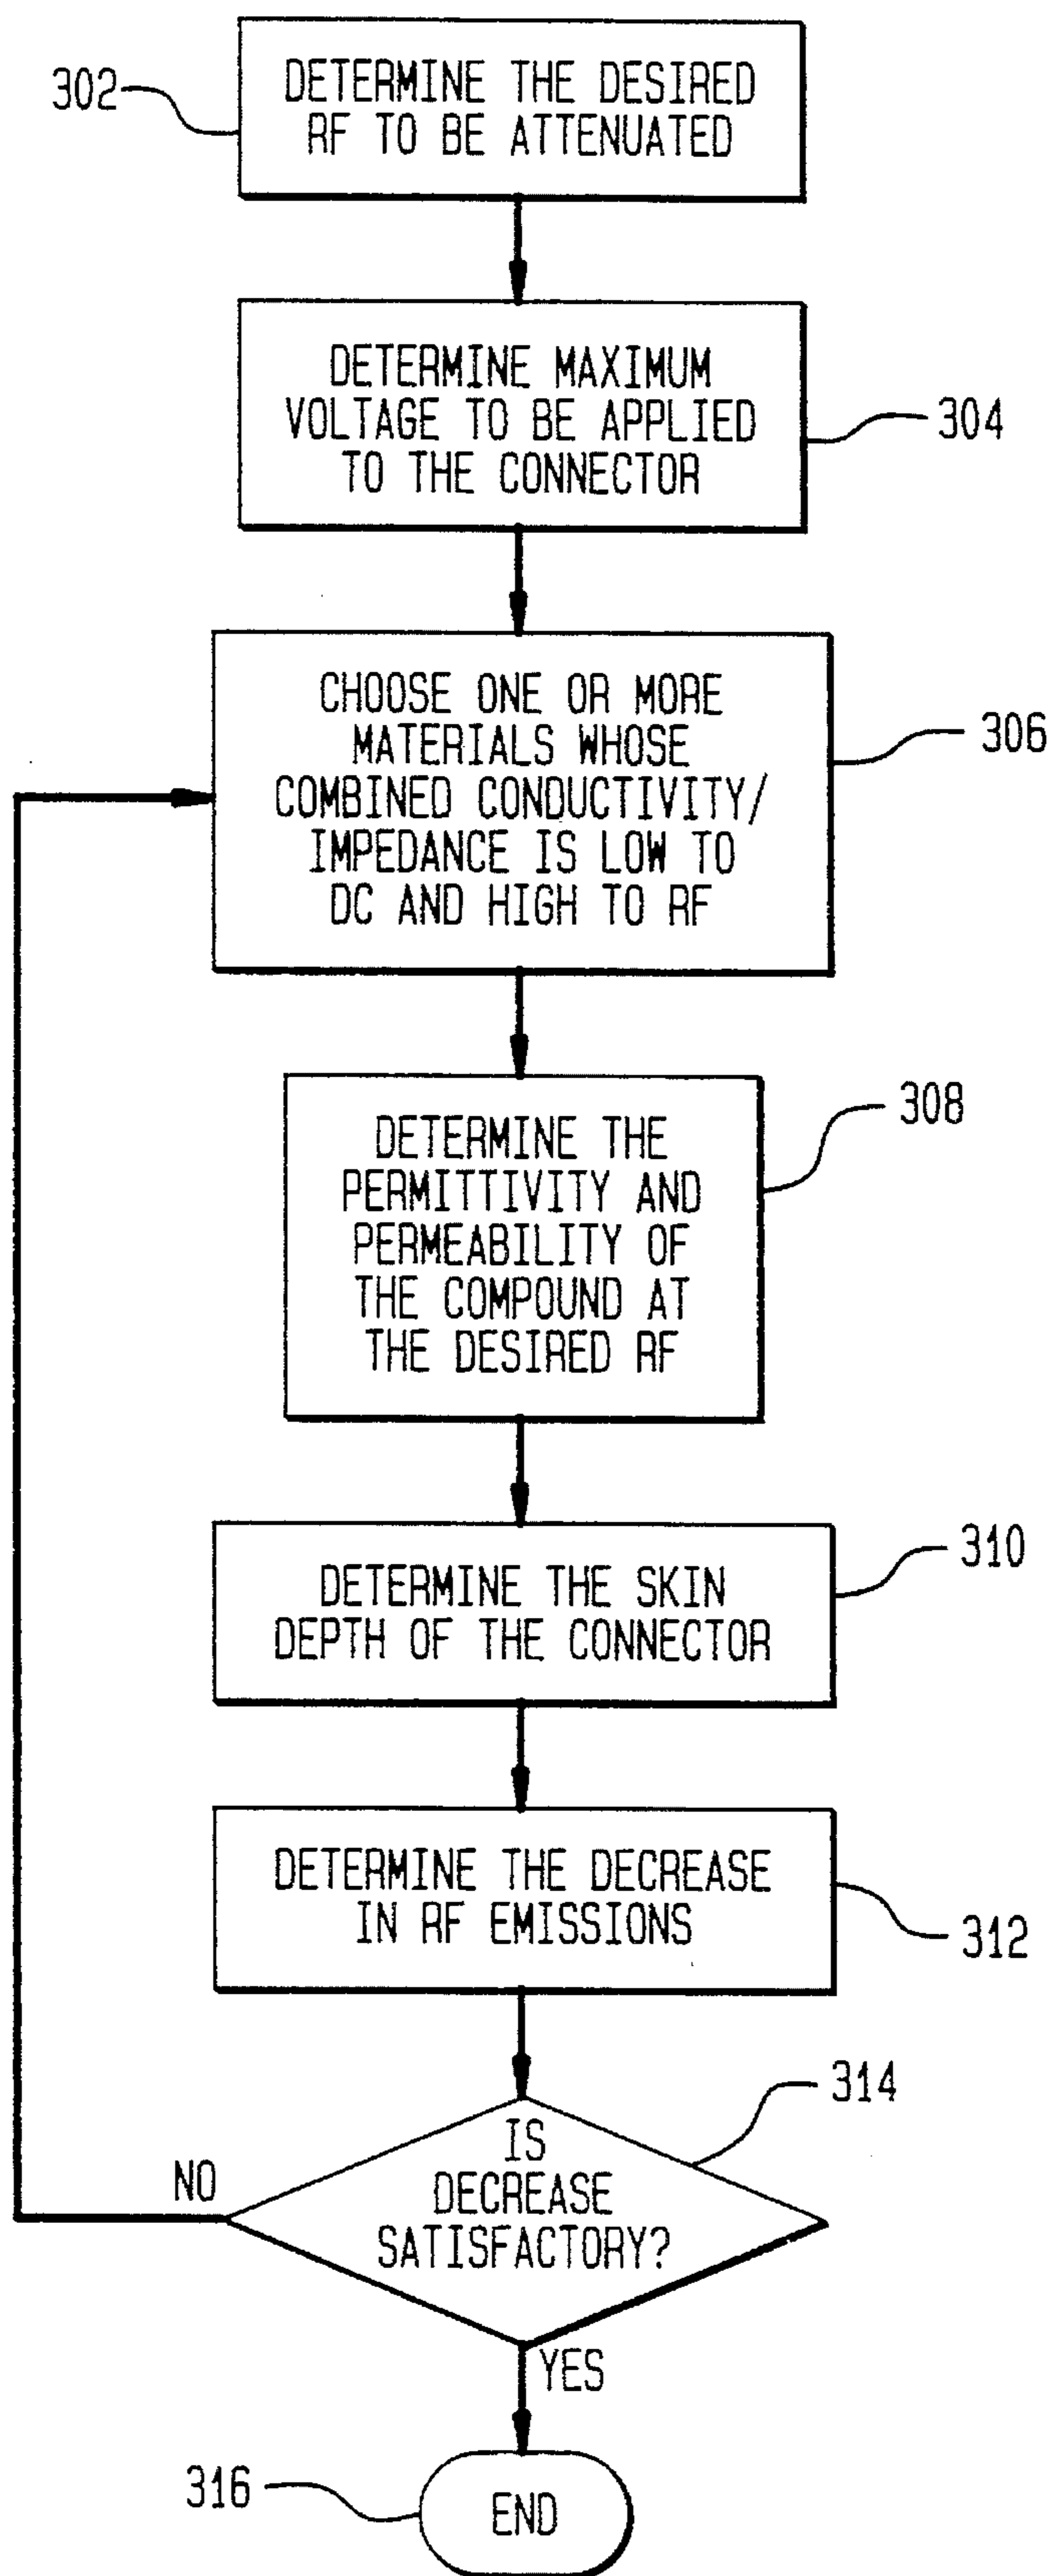 302
DETERMINE THE DESIRED
RF TO BE ATTENUATED
DETERMINE MAXIMUM
VOLTAGE TO BE APPLIED
TO THE CONNECTOR
304
CHOOSE ONE OR MORE
MATERIALS WHOSE
COMBINED CONDUCTIVITY/
IMPEDANCE IS LOW TO
DC AND HIGH TO RF
306
DETERMINE THE
PERMITTIVITY AND
PERMEABILITY OF
THE COMPOUND AT
THE DESIRED RF
308
DETERMINE THE SKIN
DEPTH OF THE CONNECTOR
310
DETERMINE THE DECREASE
IN RF EMISSIONS
312
IS
DECREASE
SATISFACTORY?
314
NO
YES
316
END